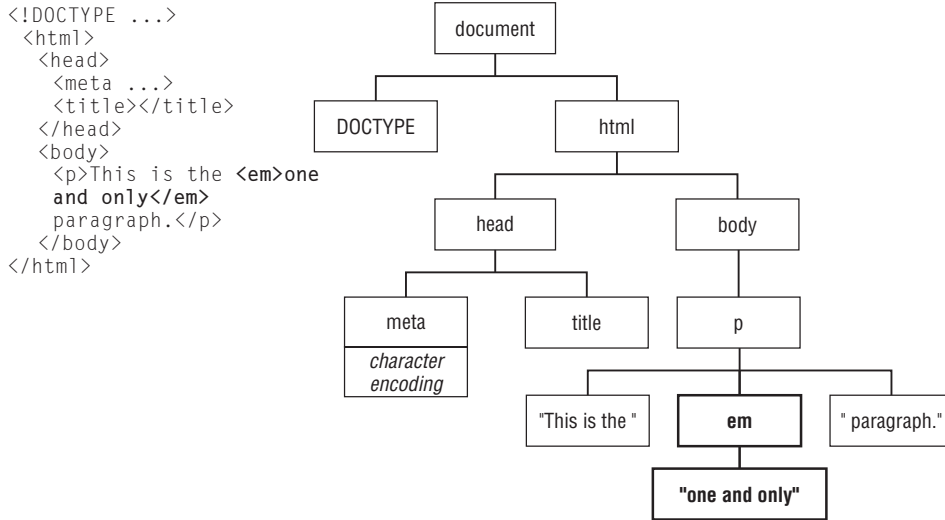 <!DOCTYPE ...>
<html>
<head>
<meta ...>
<title></title>
</head>
<body>
<p>This is the <em>one
and only</em>
paragraph.</p>
</body>
</html>
document
DOCTYPE
html
head
body
meta
character
encoding
title
p
"This is the "
em
" paragraph."
"one and only"